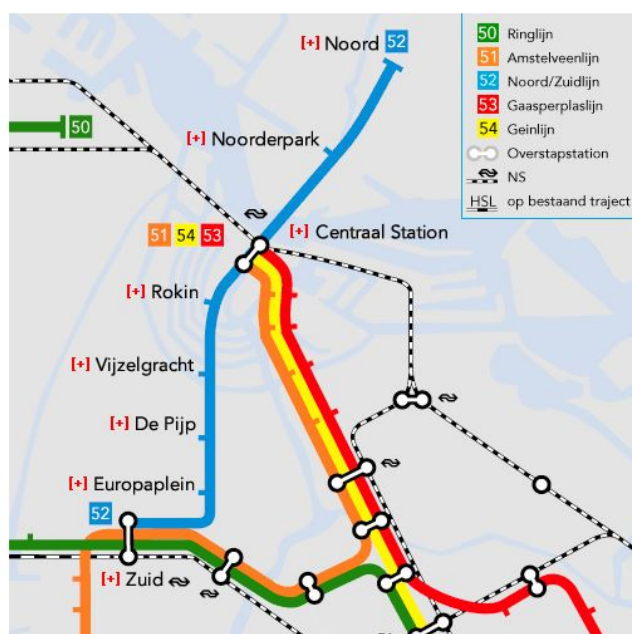 [+] Noord 52
50 Ringlijn
51 Amstelveenlijn
52 Noord/Zuidlijn
53 Gaasperplaslijn
54 Geinlijn
Overstapstation
NS
HSL op bestaand traject
50
[+] Noorderpark
51 54 53
[+] Centraal Station
[+] Rokin
[+] Vijzelgracht
[+] De Pijp
[+] Europaplein
52
[+] Zuid